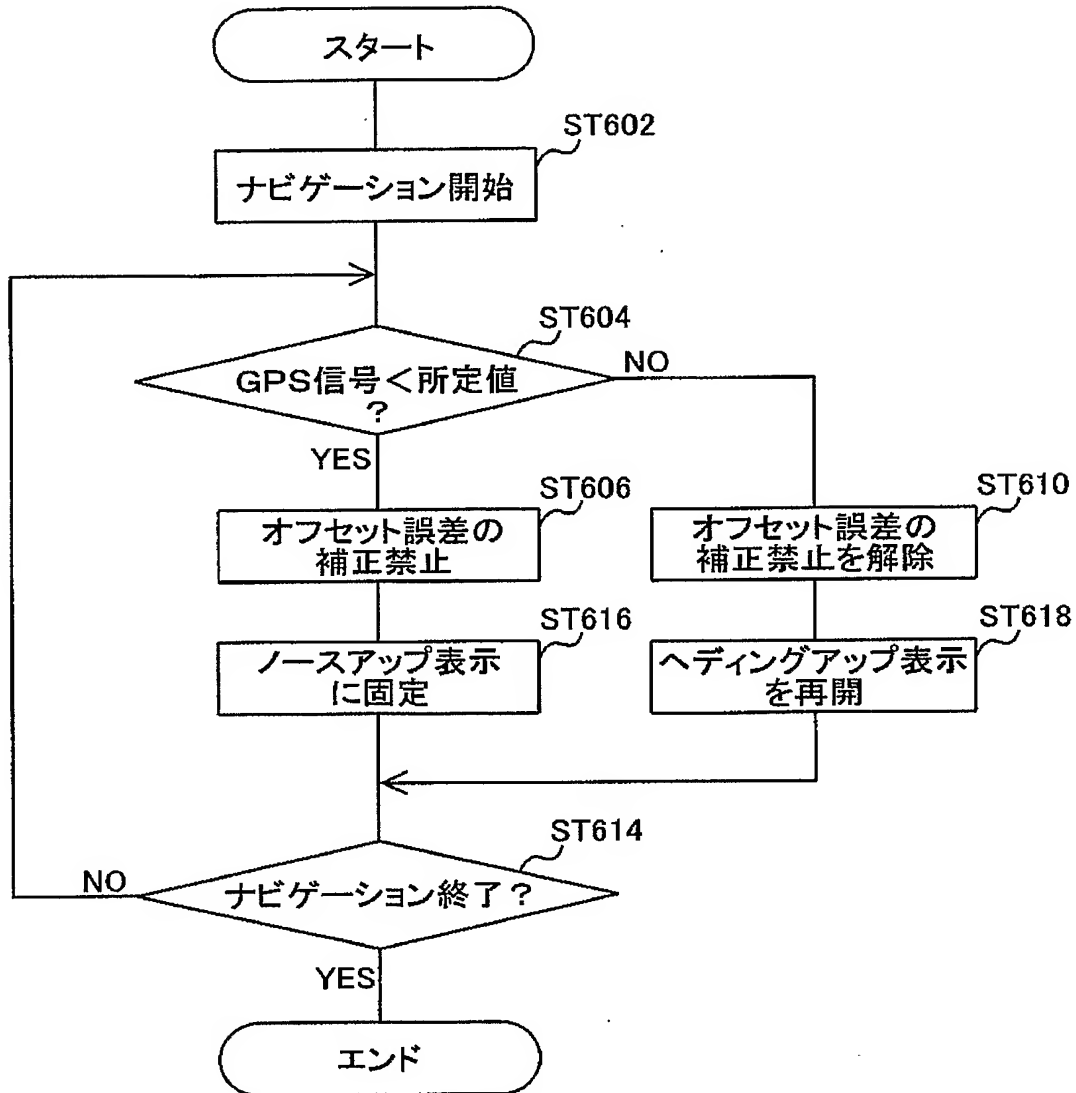 スタート
ST602
ナビゲーション開始
ST604
GPS信号<所定値
?
NO
YES
ST606
オフセット誤差の
補正禁止
ST610
オフセット誤差の
補正禁止を解除
ST616
ノースアップ表示
に固定
ST618
ヘディングアップ表示
を再開
ST614
ナビゲーション終了?
NO
YES
エンド